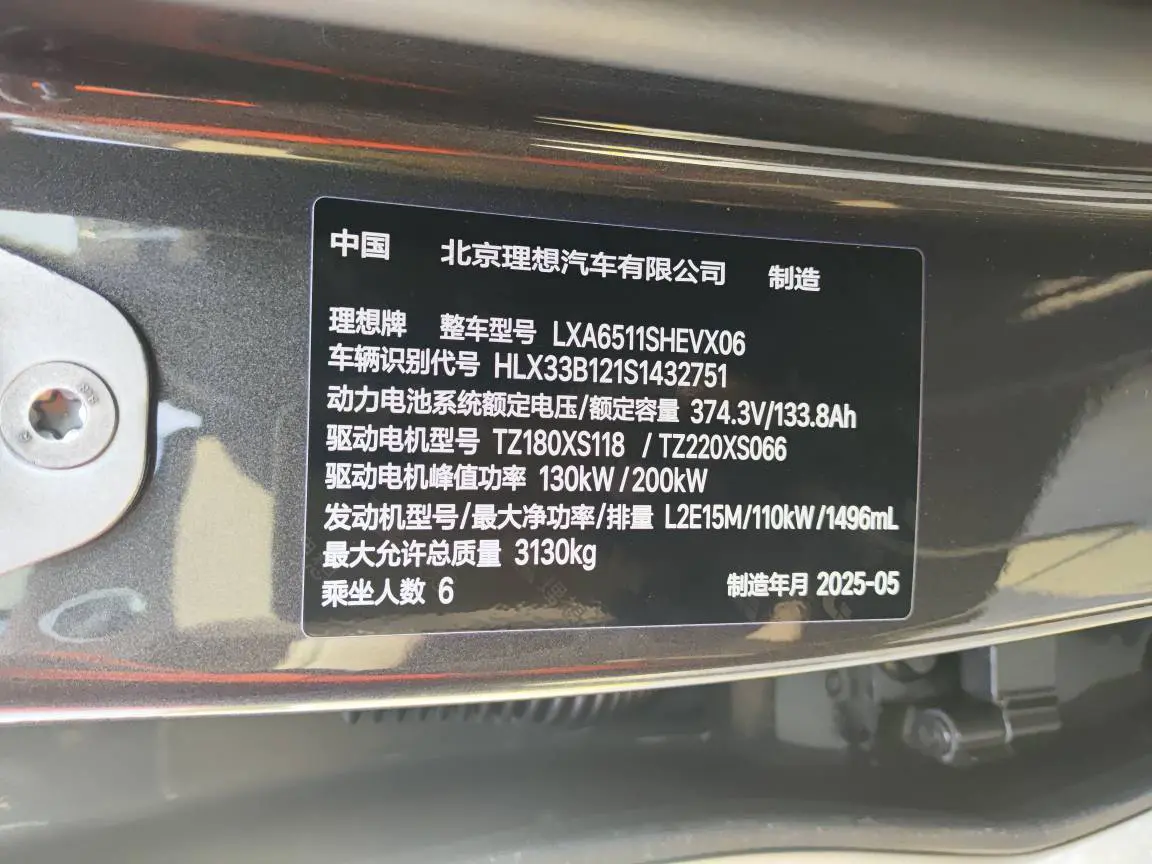 中国 北京理想汽车有限公司 制造
理想牌 整车型号 LXA6511SHEVX06
车辆识别代号 HLX33B121S1432751
动力电池系统额定电压/额定容量 374.3V/133.8Ah
驱动电机型号 TZ180XS118 / TZ220XS066
驱动电机峰值功率 130kW/200kW
发动机型号/最大净功率/排量 L2E15M/110kW/1496mL
最大允许总质量 3130kg
乘坐人数 6 制造年月 2025-05